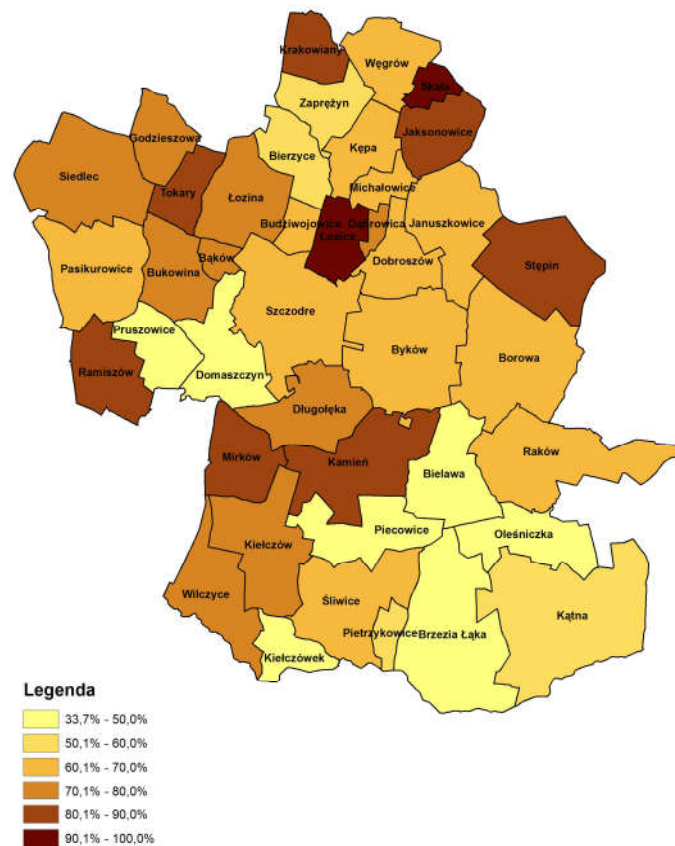 Krakowiany
Węgrów
Skała
Zaprężyn
Godzieszowa
Jaksonowice
Kępa
Bierzyce
Siedlec
Tokary
Michałowice
Łozina
Budziwojowice
Dąbrowica
Januszkowice
Łosice
Bąków
Dobroszów
Stępin
Pasikurowice
Bukowina
Szczodre
Pruszowice
Byków
Borowa
Ramiszów
Domaszczyn
Długołęka
Mirków
Kamień
Raków
Bielawa
Piecowice
Oleśniczka
Kiełczów
Wilczyce
Śliwice
Kątna
Pietrzykowice
Brzezia Łąka
Kiełczówek
Legenda
33,7% - 50,0%
50,1% - 60,0%
60,1% - 70,0%
70,1% - 80,0%
80,1% - 90,0%
90,1% - 100,0%